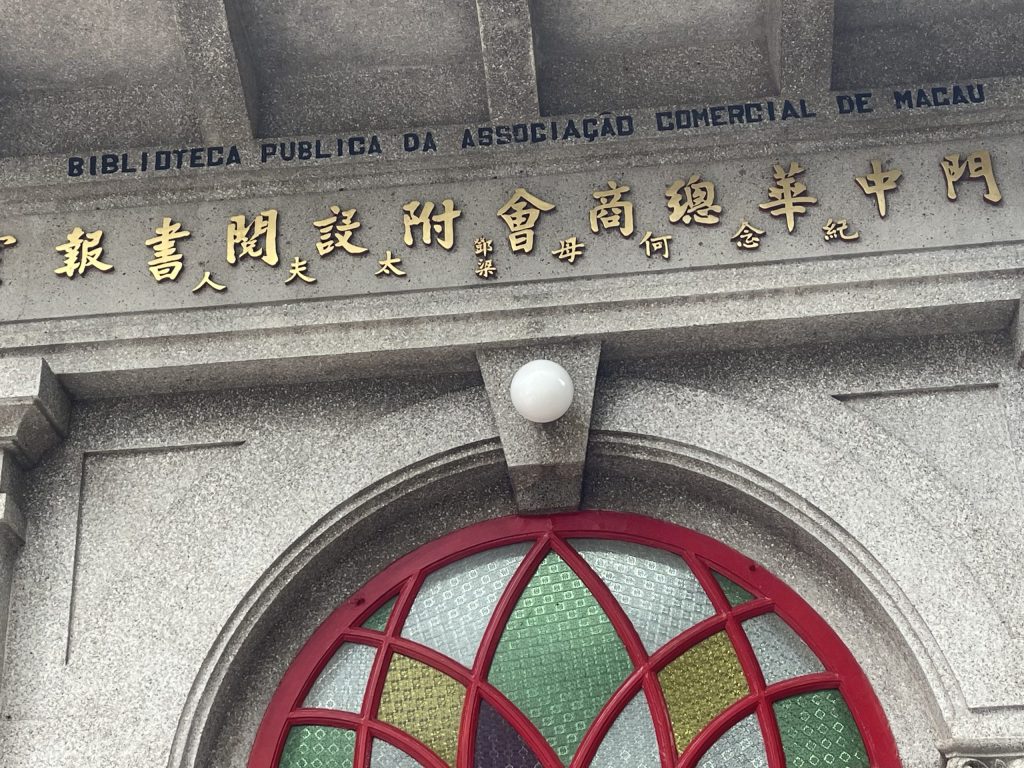 BIBLIOTECA PUBLICA DA ASSOCIAÇÃO COMERCIAL DE MACAU
門中華總商會附設閱書報
紀念何母鄭梁太夫人